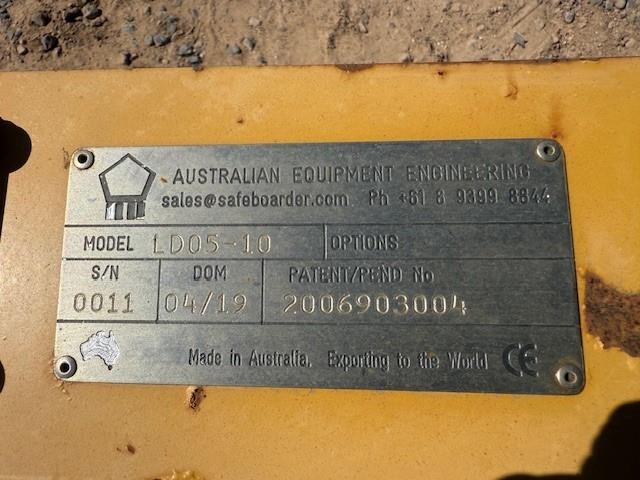 AUSTRALIAN EQUIPMENT ENGINEERING
sales@safeboarder.com Ph +61 8 9399 8844
MODEL LD05-10 OPTIONS
S/N DOM PATENT/PEND No
0011 04/19 2006903004
Made in Australia. Exporting to the World CE